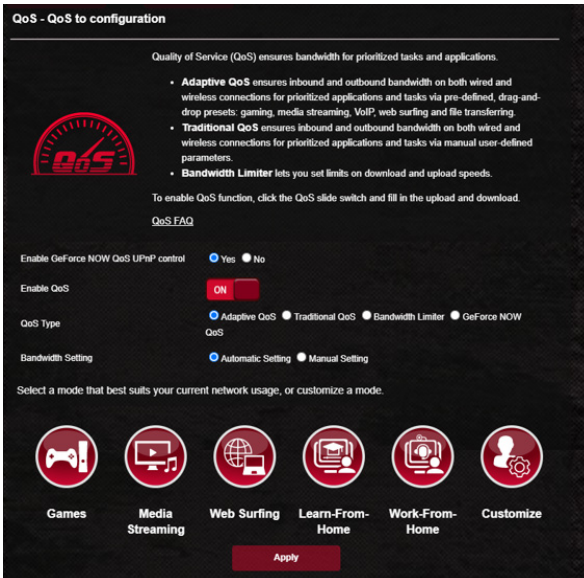 QoS - QoS to configuration
Quality of Service (QoS) ensures bandwidth for prioritized tasks and applications.
• Adaptive QoS ensures inbound and outbound bandwidth on both wired and
wireless connections for prioritized applications and tasks via pre-defined, drag-and-
drop presets: gaming, media streaming, VoIP, web surfing and file transferring.
• Traditional QoS ensures inbound and outbound bandwidth on both wired and
wireless connections for prioritized applications and tasks via manual user-defined
parameters.
• Bandwidth Limiter lets you set limits on download and upload speeds.
QoS
To enable QoS function, click the QoS slide switch and fill in the upload and download.
QoS FAQ
Enable GeForce NOW QoS UPnP control Yes No
Enable QoS ON
QoS Type Adaptive QoS Traditional QoS Bandwidth Limiter GeForce NOW
QoS
Bandwidth Setting Automatic Setting Manual Setting
Select a mode that best suits your current network usage, or customize a mode.
Games Media Web Surfing Learn-From- Work-From- Customize
Streaming Home Home
Apply